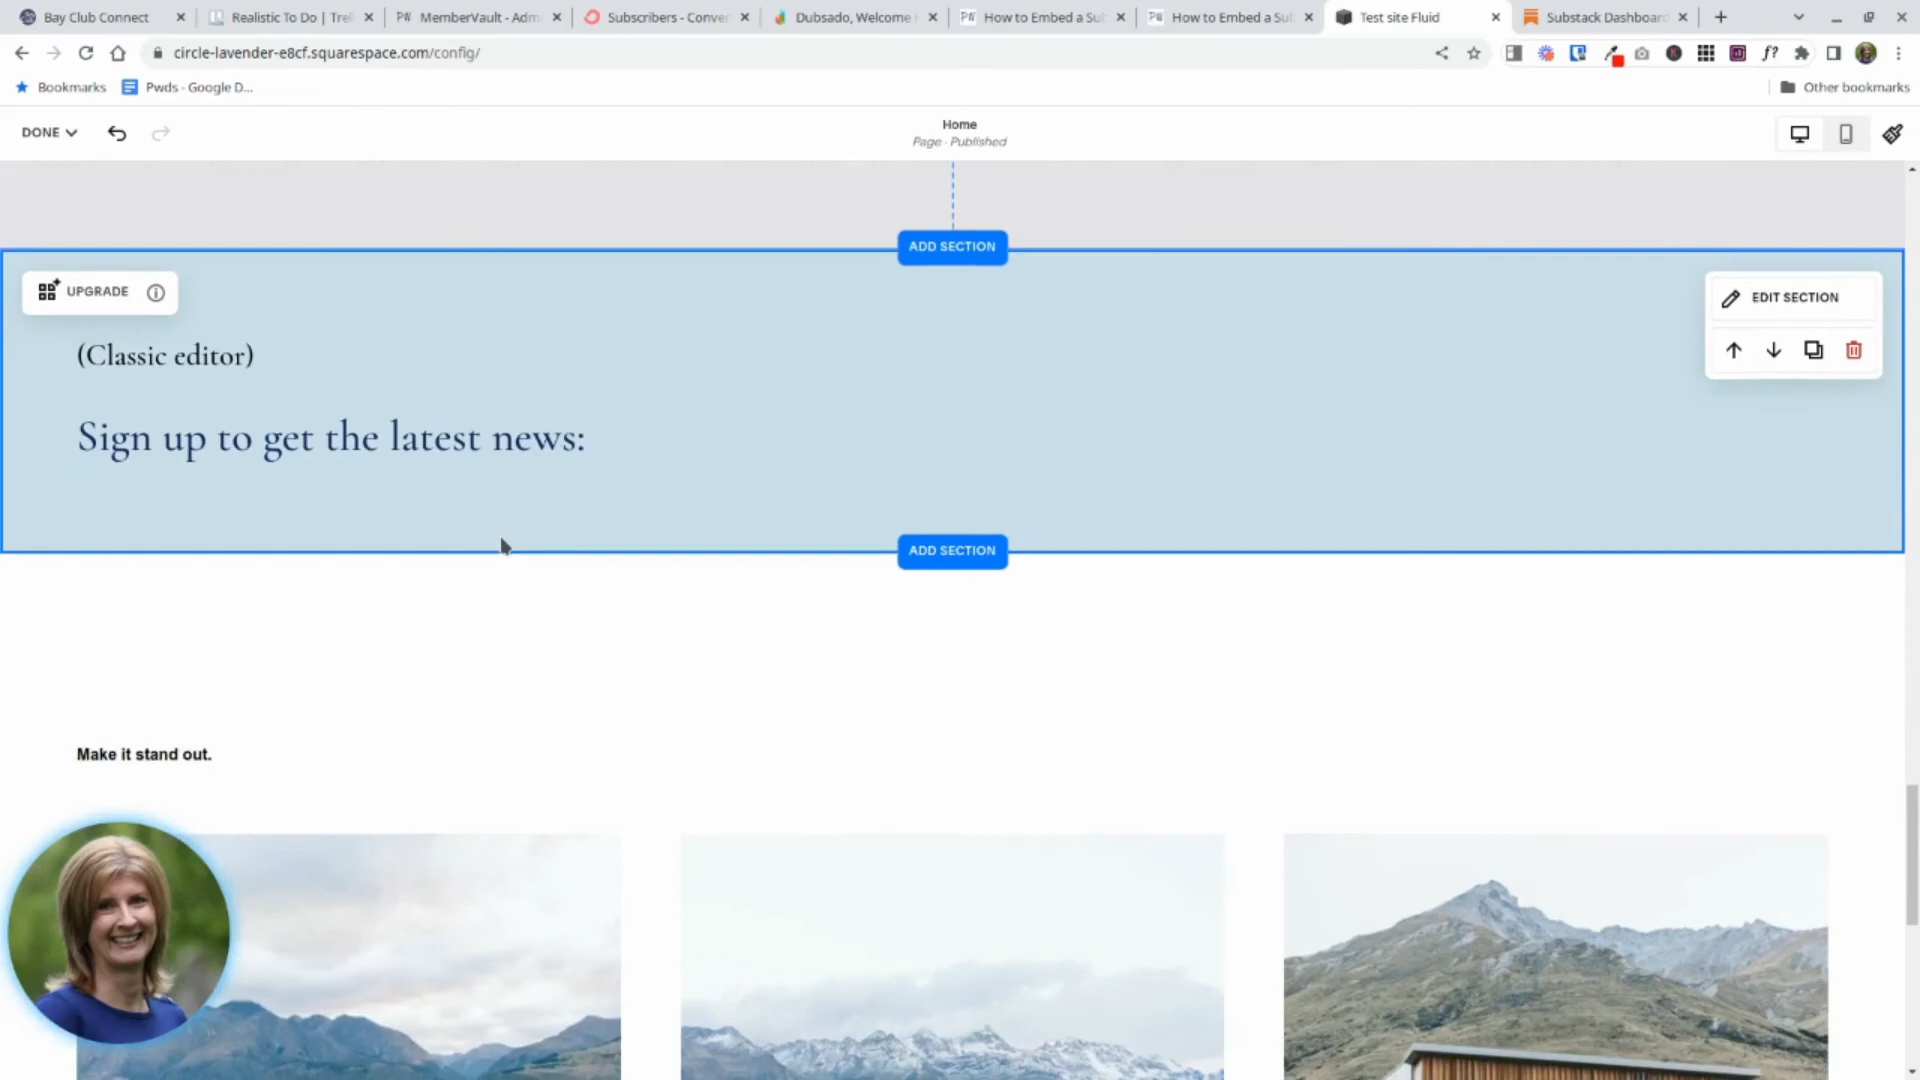 Bay Club Connect
Realistic To Do | Trel
MemberVault - Adm
Subscribers - Conver
Dubsado, Welcome
How to Embed a Su
How to Embed a Sub
Test site Fluid
Substack Dashboard
circle-lavender-e8cf.squarespace.com/config/
f?
Bookmarks
Pwds - Google D...
Other bookmarks
DONE
Home
Page · Published
ADD SECTION
UPGRADE
EDIT SECTION
(Classic editor)
Sign up to get the latest news:
ADD SECTION
Make it stand out.